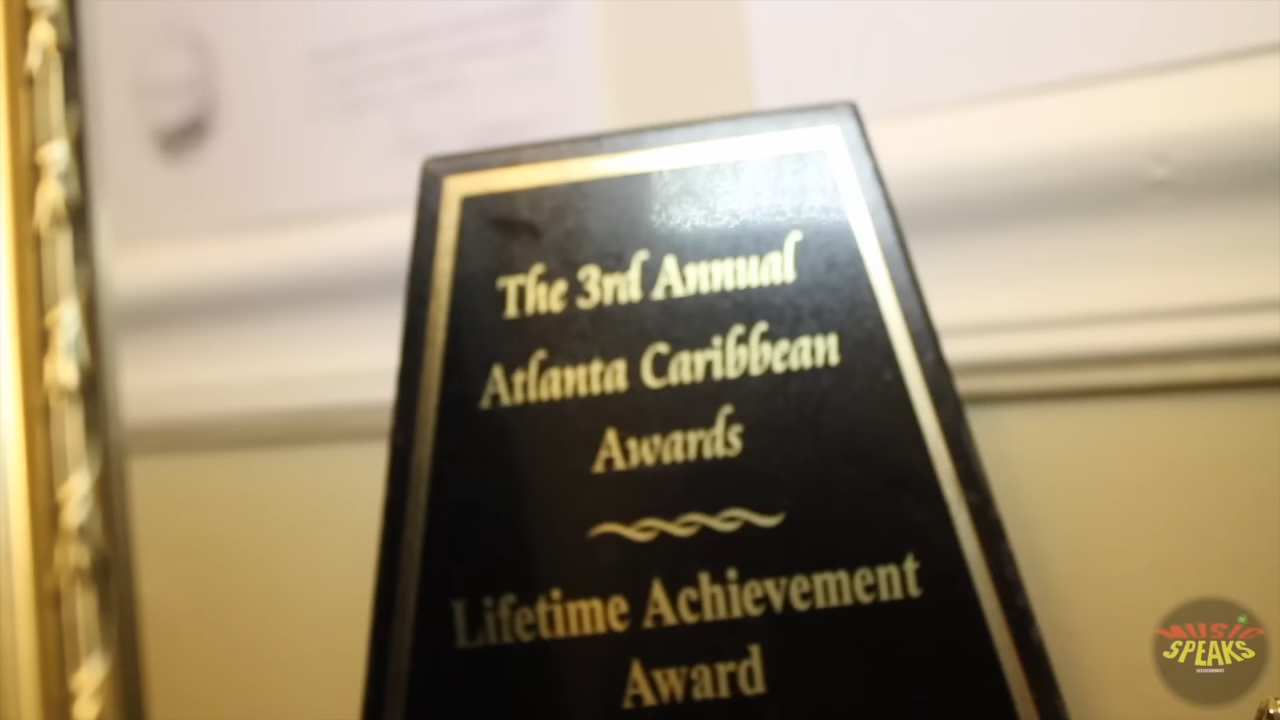 The 3rd Annual
Atlanta Caribbean
Awards
Lifetime Achievement
Award
MUSIC
SPEAKS